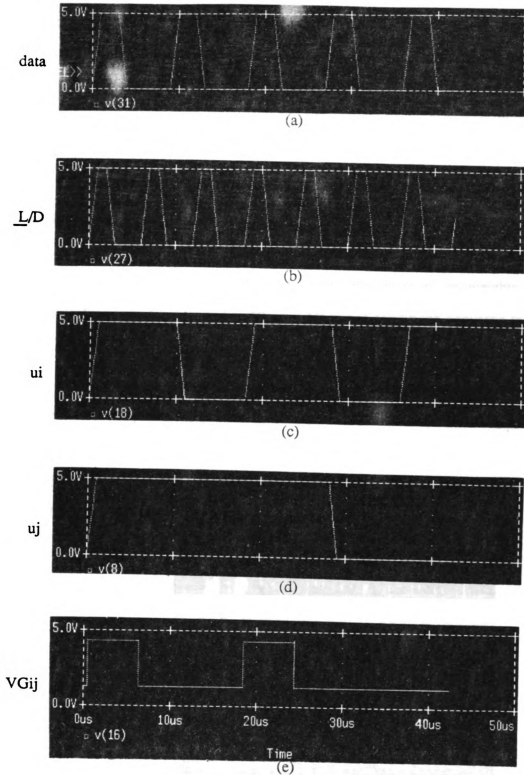 5.0V
data
EL>>
0.0V
▫ v(31)
(a)
5.0V
L/D
0.0V
▫ v(27)
(b)
5.0V
ui
0.0V
▫ v(18)
(c)
5.0V
uj
0.0V
▫ v(8)
(d)
5.0V
VGij
0.0V
0us 10us 20us 30us 40us 50us
▫ v(16)
Time
(e)